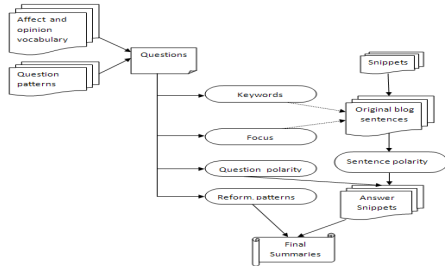 Affect and
opinion
vocabulary
Question
patterns
Questions
Keywords
Focus
Question polarity
Reform. patterns
Snippets
Original blog
sentences
Sentence polarity
Answer
Snippets
Final
Summaries